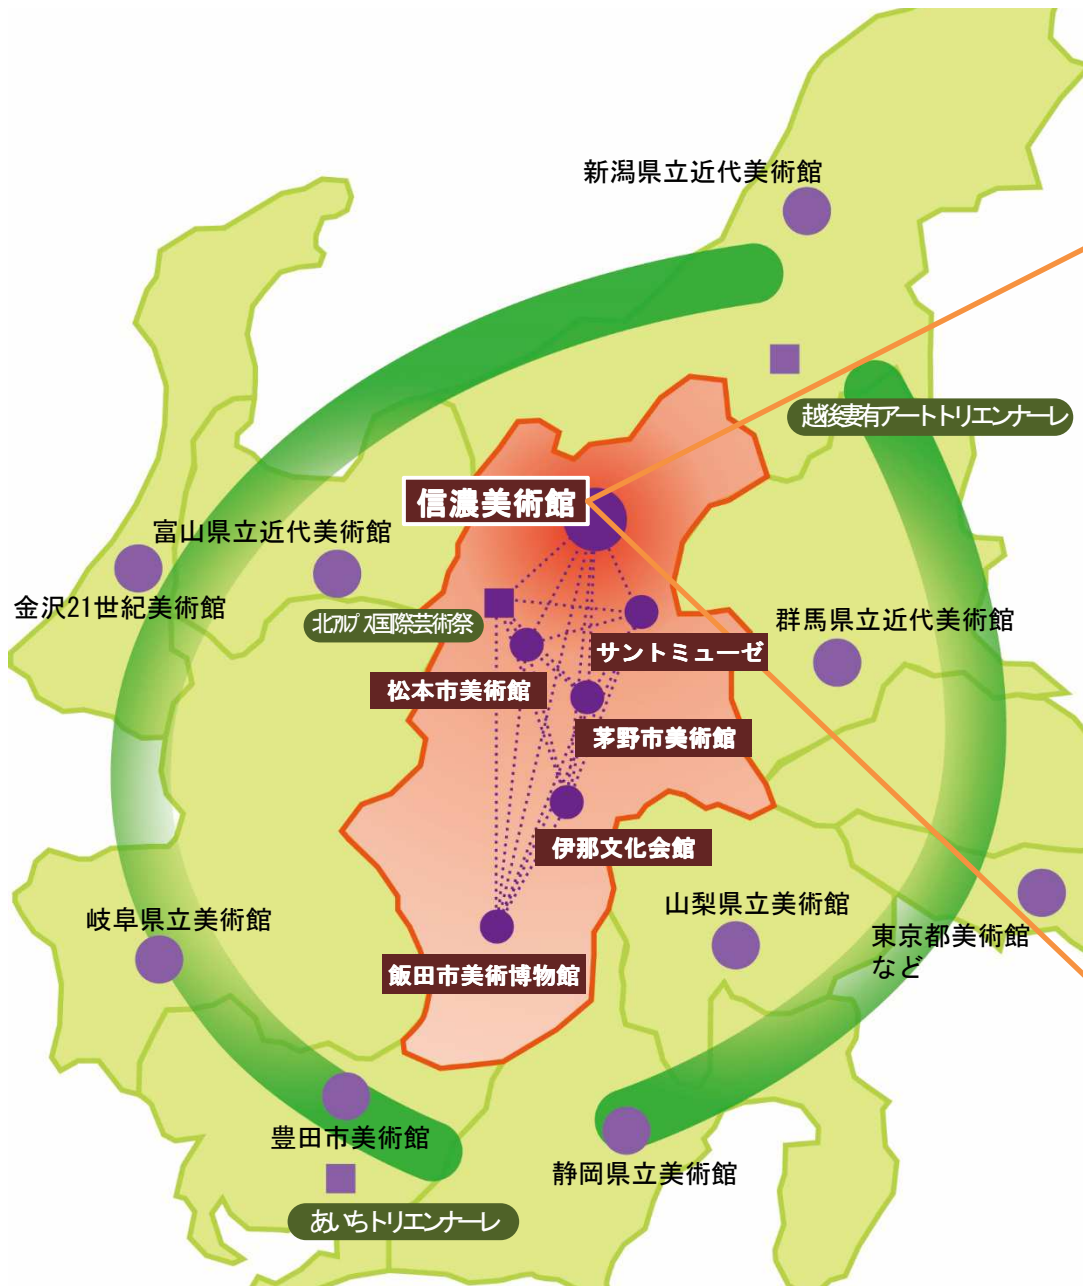 新潟県立近代美術館
越後妻有アートトリエンナーレ
信濃美術館
富山県立近代美術館
金沢21世紀美術館
北アルプス国際芸術祭
サントミューゼ
群馬県立近代美術館
松本市美術館
茅野市美術館
伊那文化会館
山梨県立美術館
岐阜県立美術館
東京都美術館
など
飯田市美術博物館
豊田市美術館
静岡県立美術館
あいちトリエンナーレ